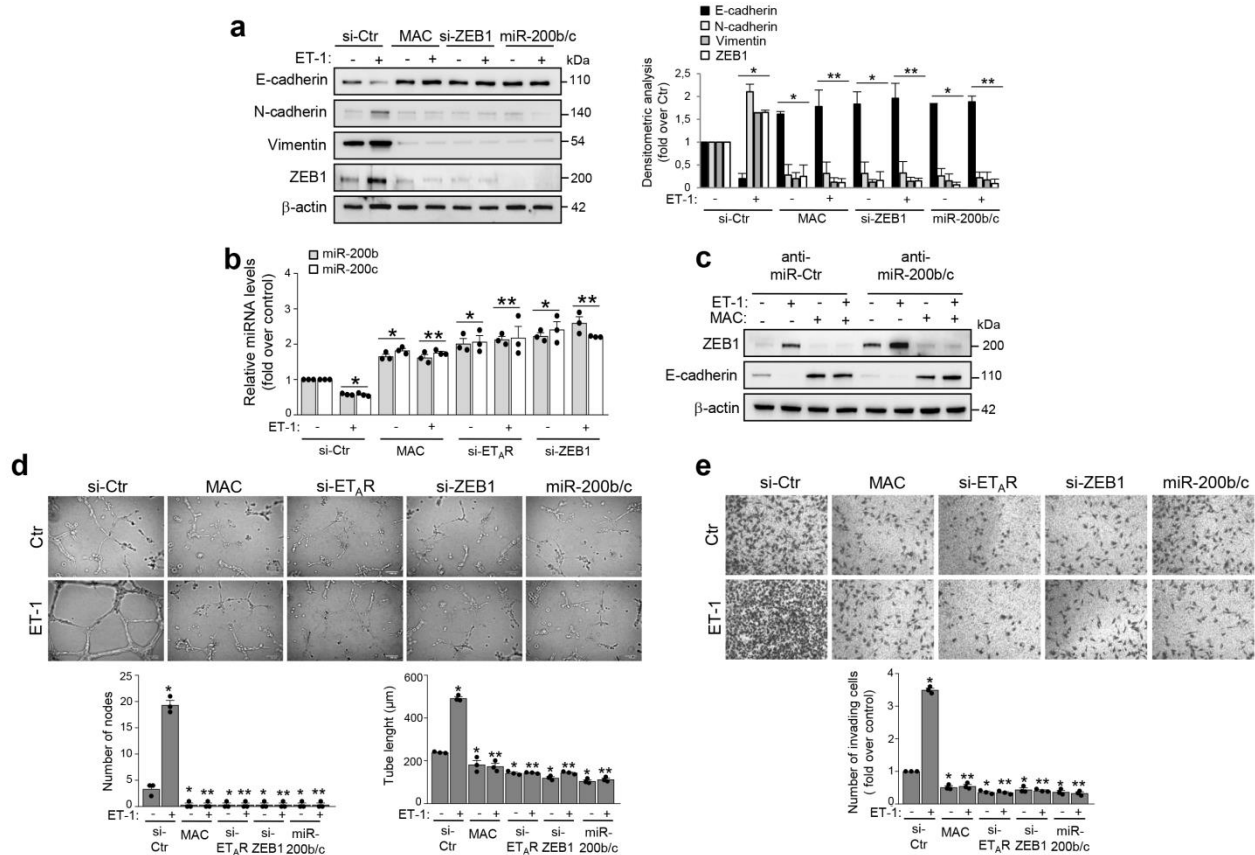 a
si-Ctr MAC si-ZEB1 miR-200b/c
ET-1: - + - + - + - + kDa
E-cadherin 110
N-cadherin 140
Vimentin 54
ZEB1 200
β-actin 42
E-cadherin
N-cadherin
Vimentin
ZEB1
Densitometric analysis
(fold over Ctr)
2,5
2
1,5
1
0,5
0
* * ** * ** * **
ET-1: - + - + - + - +
si-Ctr MAC si-ZEB1 miR-200b/c
b
miR-200b
miR-200c
Relative miRNA levels
(fold over control)
4
3
2
1
0
* * ** * ** * **
ET-1: - + - + - + - +
si-Ctr MAC si-ETAR si-ZEB1
c
anti-
miR-Ctr
anti-
miR-200b/c
ET-1: - + - + - + - +
MAC: - - + + - - + + kDa
ZEB1 200
E-cadherin 110
β-actin 42
d
si-Ctr MAC si-ETAR si-ZEB1 miR-200b/c
Ctr
ET-1
Number of nodes
25
20
15
10
5
0
* * ** * ** * ** * **
ET-1: - + - + - + - + - +
si-
Ctr
MAC
si-
ETAR
si-
ZEB1
miR-
200b/c
Tube lenght (µm)
600
400
200
0
* * ** * ** * ** * **
ET-1: - + - + - + - + - +
si-
Ctr
MAC
si-
ETAR
si-
ZEB1
miR-
200b/c
e
si-Ctr MAC si-ETAR si-ZEB1 miR-200b/c
Ctr
ET-1
Number of invading cells
( fold over control)
4
3
2
1
0
* * ** * ** * ** * **
ET-1: - + - + - + - + - +
si-
Ctr
MAC
si-
ETAR
si-
ZEB1
miR-
200b/c